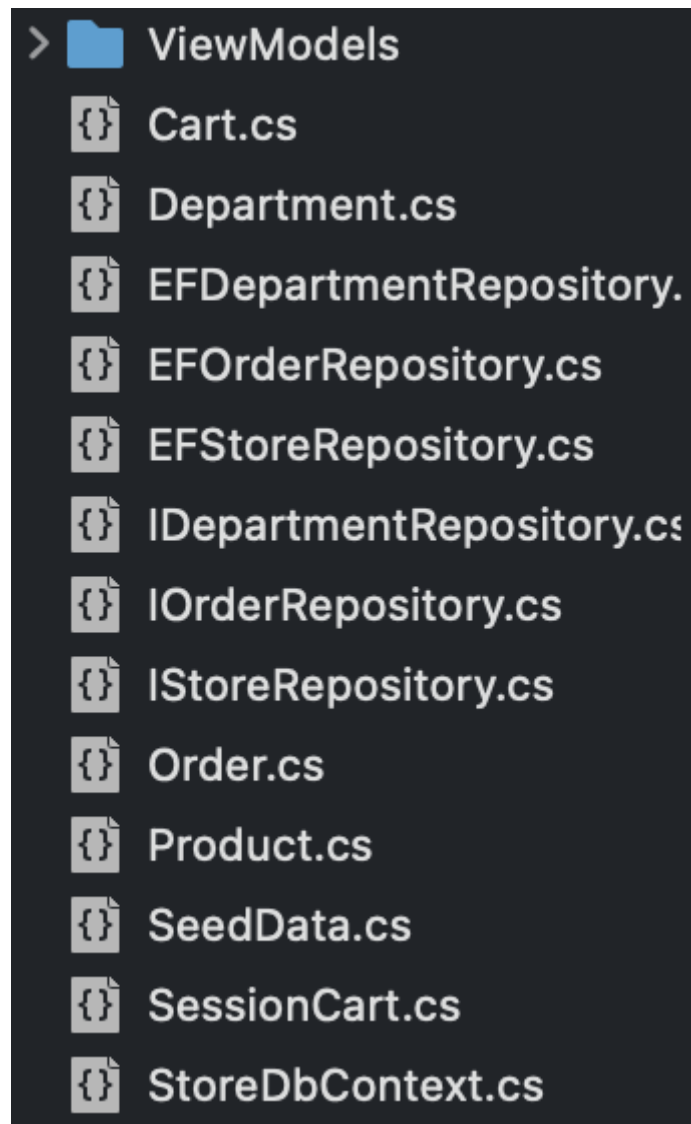 ViewModels
{} Cart.cs
{} Department.cs
{} EFDepartmentRepository.
{} EFOrderRepository.cs
{} EFStoreRepository.cs
{} IDepartmentRepository.cs
{} IOrderRepository.cs
{} IStoreRepository.cs
{} Order.cs
{} Product.cs
{} SeedData.cs
{} SessionCart.cs
{} StoreDbContext.cs